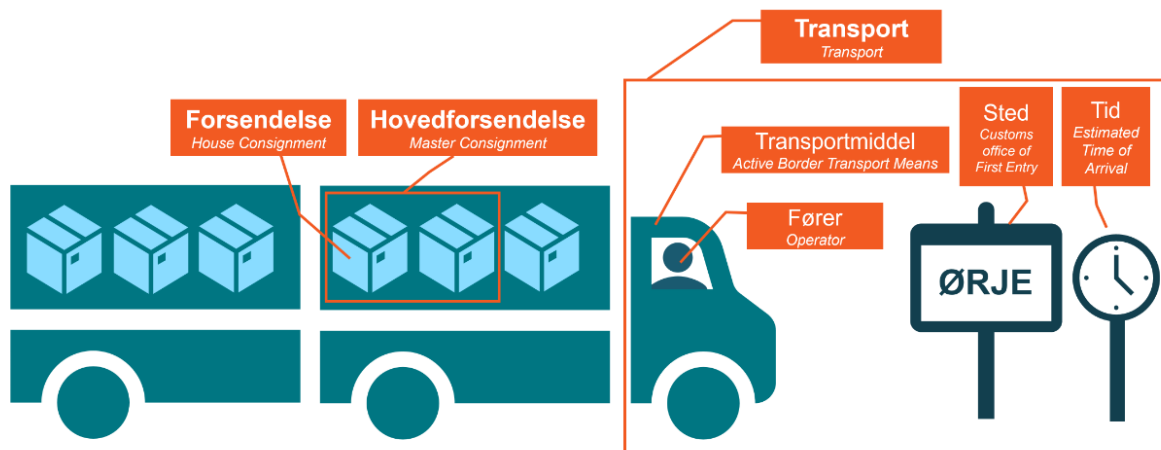 Transport
Transport
Forsendelse
House Consignment
Hovedforsendelse
Master Consignment
Transportmiddel
Active Border Transport Means
Sted
Customs
office of
First Entry
Tid
Estimated
Time of
Arrival
Fører
Operator
ØRJE